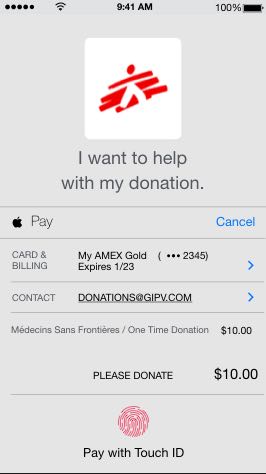 9:41 AM
100%
I want to help
with my donation.
Pay
Cancel
CARD &
BILLING
My AMEX Gold ( ••• 2345)
Expires 1/23
CONTACT
DONATIONS@GIPV.COM
Médecins Sans Frontières / One Time Donation $10.00
PLEASE DONATE $10.00
Pay with Touch ID